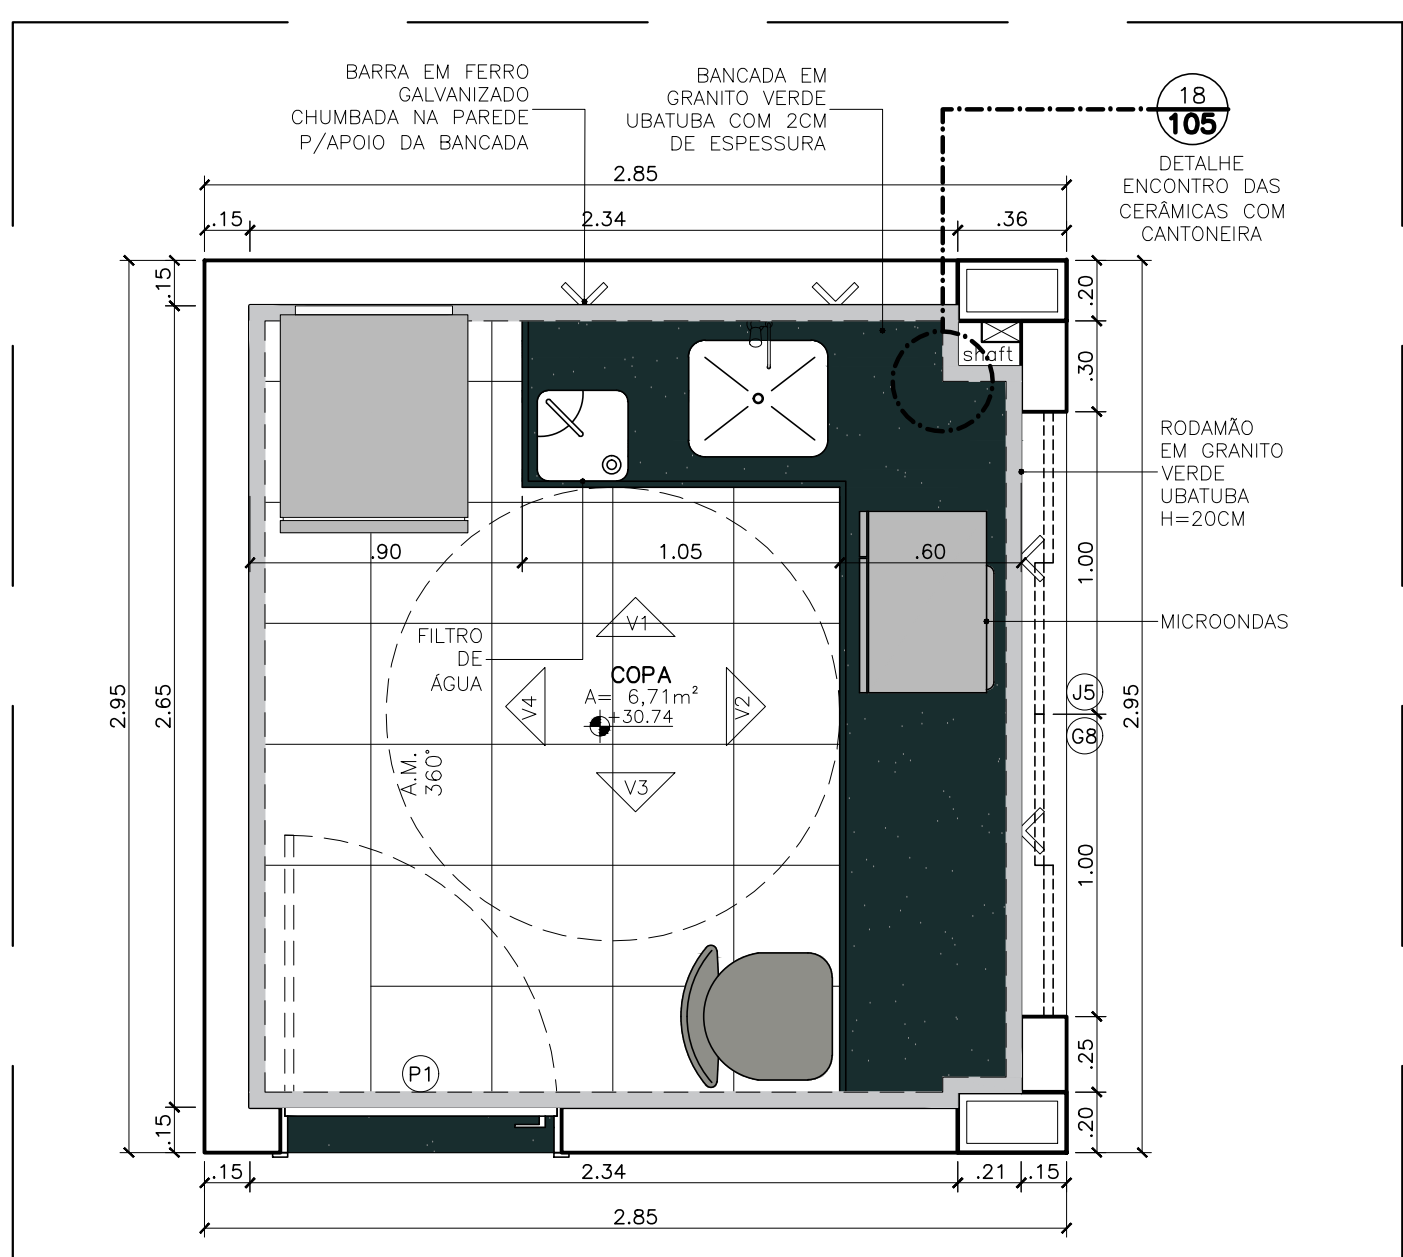 BARRA EM FERRO
GALVANIZADO
CHUMBADA NA PAREDE
P/APOIO DA BANCADA
BANCADA EM
GRANITO VERDE
UBATUBA COM 2CM
DE ESPESSURA
18
105
DETALHE
ENCONTRO DAS
CERÂMICAS COM
CANTONEIRA
2.85
.15
2.34
.36
.15
.20
shaft
.30
RODAMÃO
EM GRANITO
VERDE
UBATUBA
H=20CM
.90
1.05
.60
1.00
MICROONDAS
FILTRO
DE
ÁGUA
V1
COPA
A= 6,71m²
+30.74
V4
V2
V3
A.M.
360°
2.95
2.65
J5
G8
2.95
1.00
P1
.25
.15
.20
.15
2.34
.21
.15
2.85